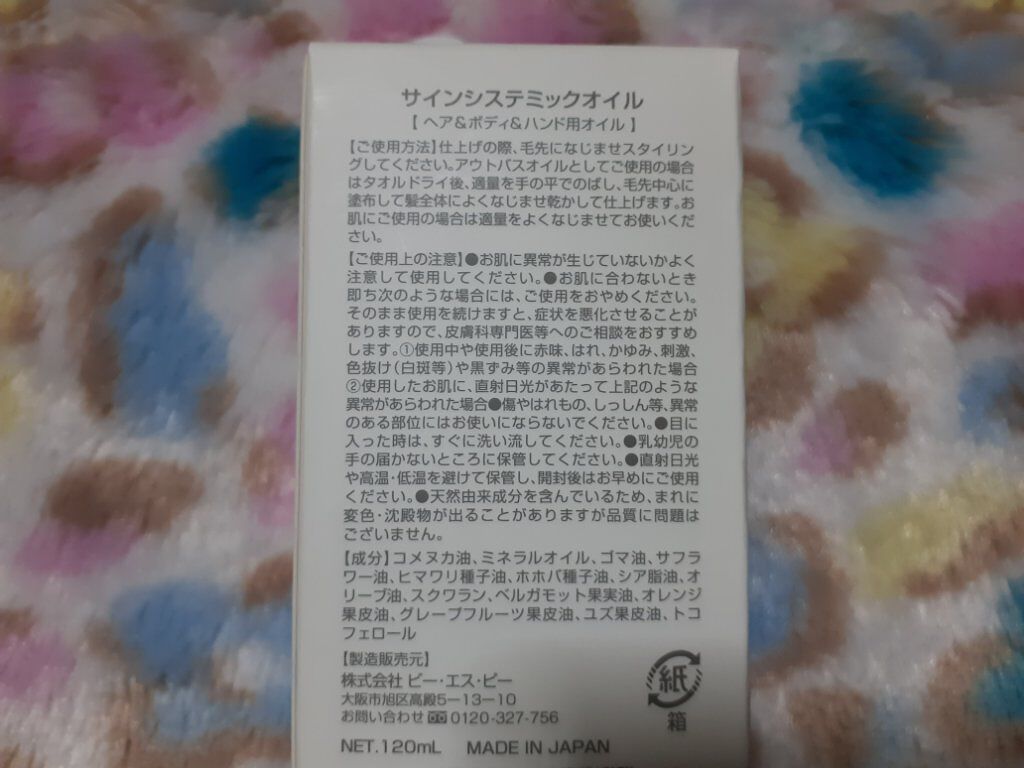 サインシステミックオイル
【 ヘア&ボディ&ハンド用オイル 】
【ご使用方法】仕上げの際、毛先になじませスタイリン
グしてください。アウトバスオイルとしてご使用の場合
はタオルドライ後、適量を手の平でのばし、毛先中心に
塗布して髪全体によくなじませ乾かして仕上げます。お
肌にご使用の場合は適量をよくなじませてお使いくだ
さい。
【ご使用上の注意】●お肌に異常が生じていないかよく
注意して使用してください。●お肌に合わないとき
即ち次のような場合には、ご使用をおやめください。
そのまま使用を続けますと、症状を悪化させることが
ありますので、皮膚科専門医等へのご相談をおすすめ
します。①使用中や使用後に赤味、はれ、かゆみ、刺激、
色抜け(白斑等)や黒ずみ等の異常があらわれた場合
②使用したお肌に、直射日光があたって上記のような
異常があらわれた場合●傷やはれもの、しっしん等、異常
のある部位にはお使いにならないでください。●目に
入った時は、すぐに洗い流してください。●乳幼児の
手の届かないところに保管してください。●直射日光
や高温・低温を避けて保管し、開封後はお早めにご使用
ください。●天然由来成分を含んでいるため、まれに
変色・沈殿物が出ることがありますが品質に問題は
ございません。
【成分】コメヌカ油、ミネラルオイル、ゴマ油、サフラ
ワー油、ヒマワリ種子油、ホホバ種子油、シア脂油、オ
リーブ油、スクワラン、ベルガモット果実油、オレンジ
果皮油、グレープフルーツ果皮油、ユズ果皮油、トコ
フェロール
【製造販売元】
株式会社 ビー・エス・ピー
大阪市旭区高殿5-13-10
お問い合わせ 0120-327-756
紙
箱
NET.120mL MADE IN JAPAN